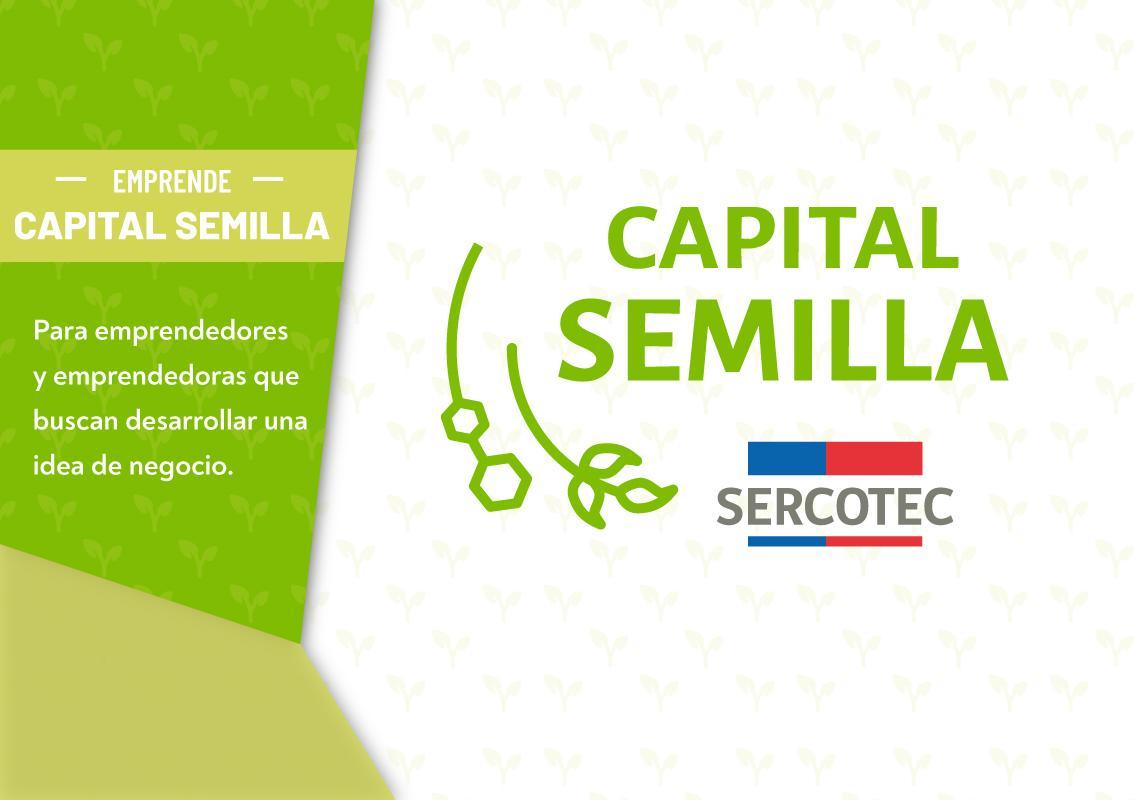 EMPRENDE
CAPITAL SEMILLA
Para emprendedores
y emprendedoras que
buscan desarrollar una
idea de negocio.
CAPITAL
SEMILLA
SERCOTEC